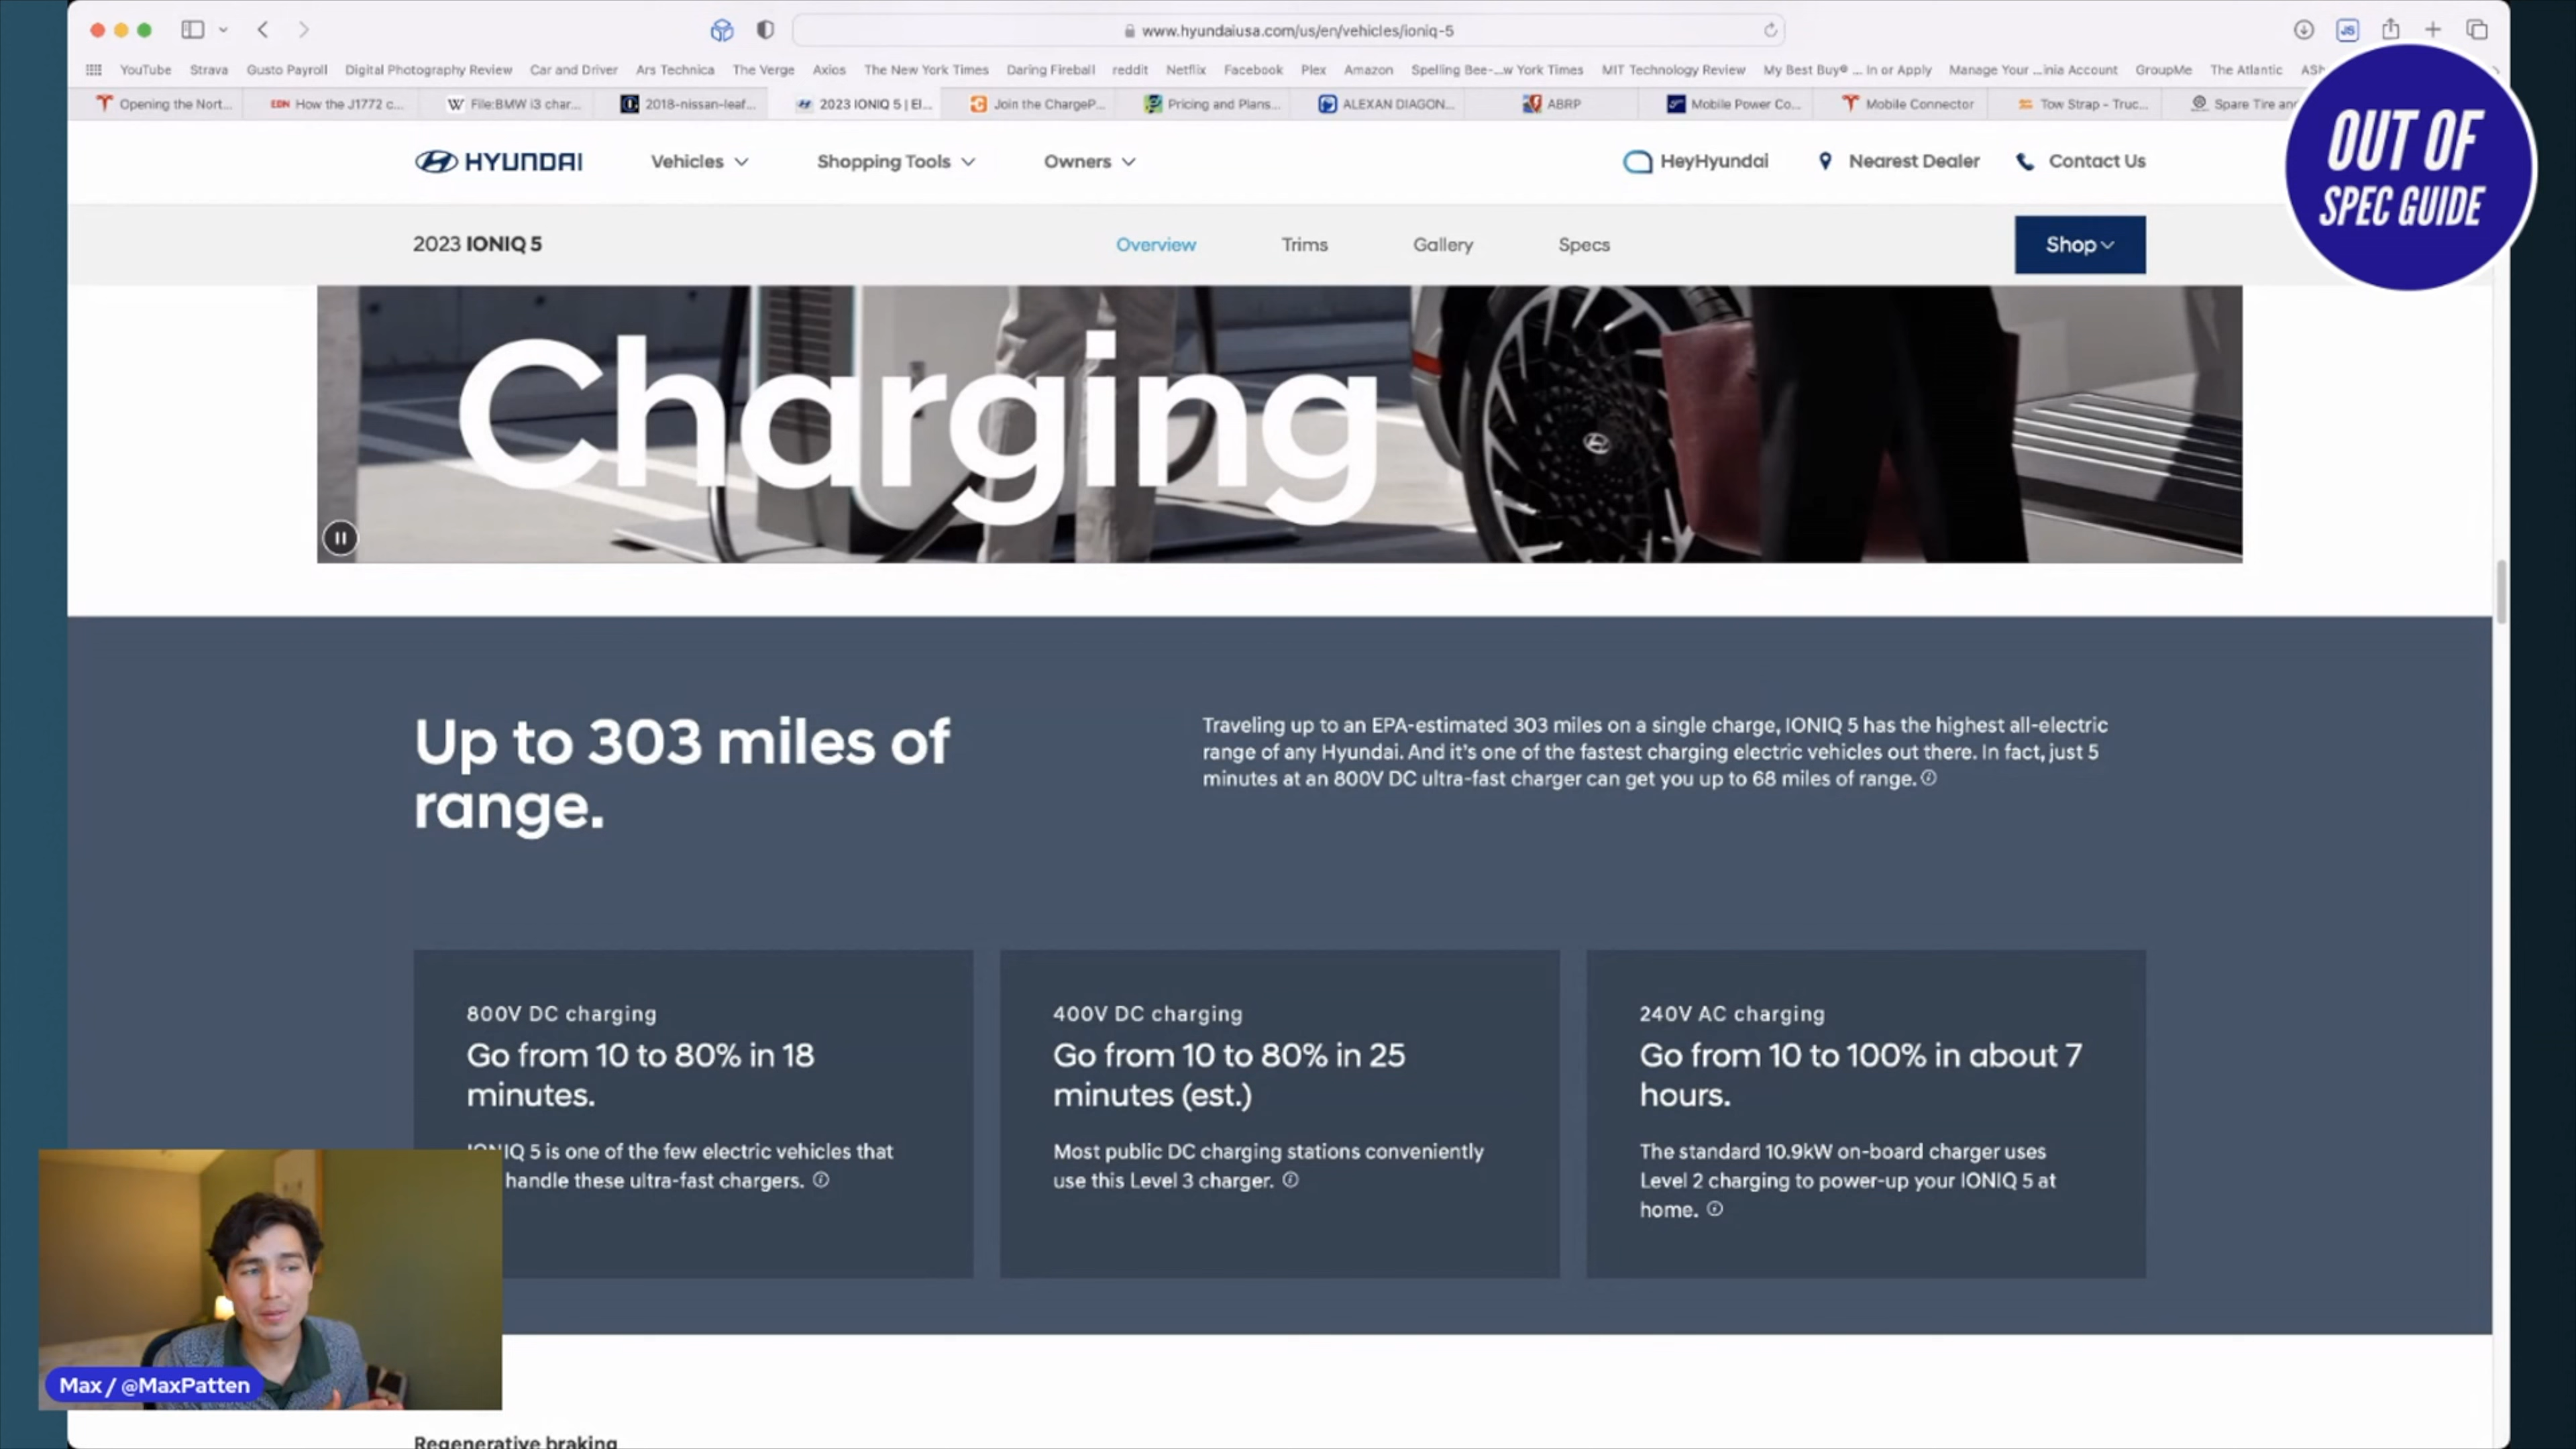 www.hyundaiusa.com/us/en/vehicles/ioniq-5
YouTube Strava Gusto Payroll Digital Photography Review Car and Driver Ars Technica The Verge Axios The New York Times Daring Fireball reddit Netflix Facebook Plex Amazon Spelling Bee-...w York Times MIT Technology Review My Best Buy® ... In or Apply Manage Your ...inia Account GroupMe The Atlantic
Opening the Nort... EDN How the J1772 c... W File:BMW i3 char... 2018-nissan-leaf... 2023 IONIQ 5 | El... Join the ChargeP... Pricing and Plans... ALEXAN DIAGON... ABRP Mobile Power Co... Mobile Connector Tow Strap - Truc... Spare Tire
OUT OF
SPEC GUIDE
HYUNDAI Vehicles Shopping Tools Owners HeyHyundai Nearest Dealer Contact Us
2023 IONIQ 5 Overview Trims Gallery Specs Shop
Charging
Up to 303 miles of
range.
Traveling up to an EPA-estimated 303 miles on a single charge, IONIQ 5 has the highest all-electric
range of any Hyundai. And it's one of the fastest charging electric vehicles out there. In fact, just 5
minutes at an 800V DC ultra-fast charger can get you up to 68 miles of range.
800V DC charging
Go from 10 to 80% in 18
minutes.
IONIQ 5 is one of the few electric vehicles that
handle these ultra-fast chargers.
400V DC charging
Go from 10 to 80% in 25
minutes (est.)
Most public DC charging stations conveniently
use this Level 3 charger.
240V AC charging
Go from 10 to 100% in about 7
hours.
The standard 10.9kW on-board charger uses
Level 2 charging to power-up your IONIQ 5 at
home.
Max / @MaxPatten
Regenerative braking